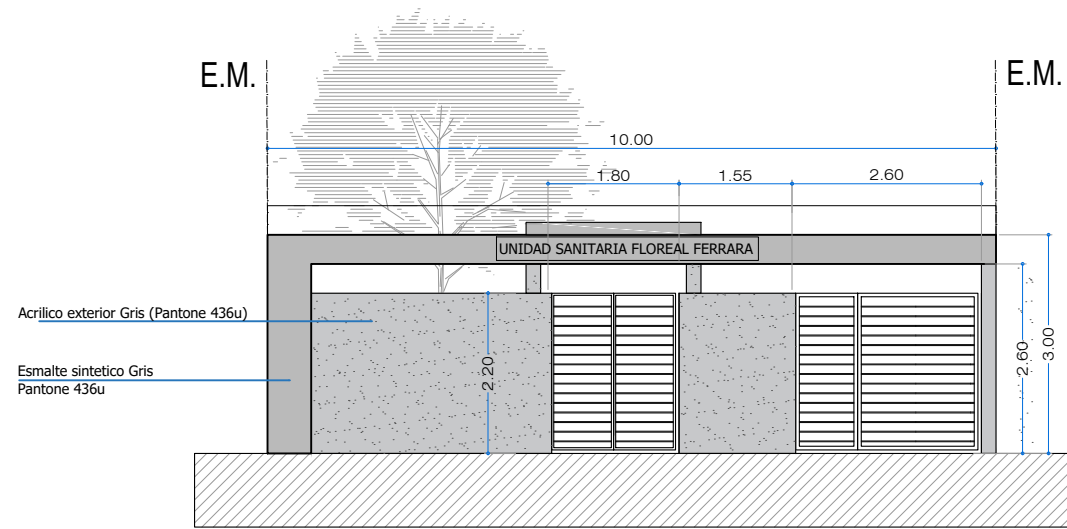 E.M.
E.M.
10.00
1.80
1.55
2.60
UNIDAD SANITARIA FLOREAL FERRARA
Acrilico exterior Gris (Pantone 436u)
Esmalte sintetico Gris
Pantone 436u
2.20
2.60
3.00